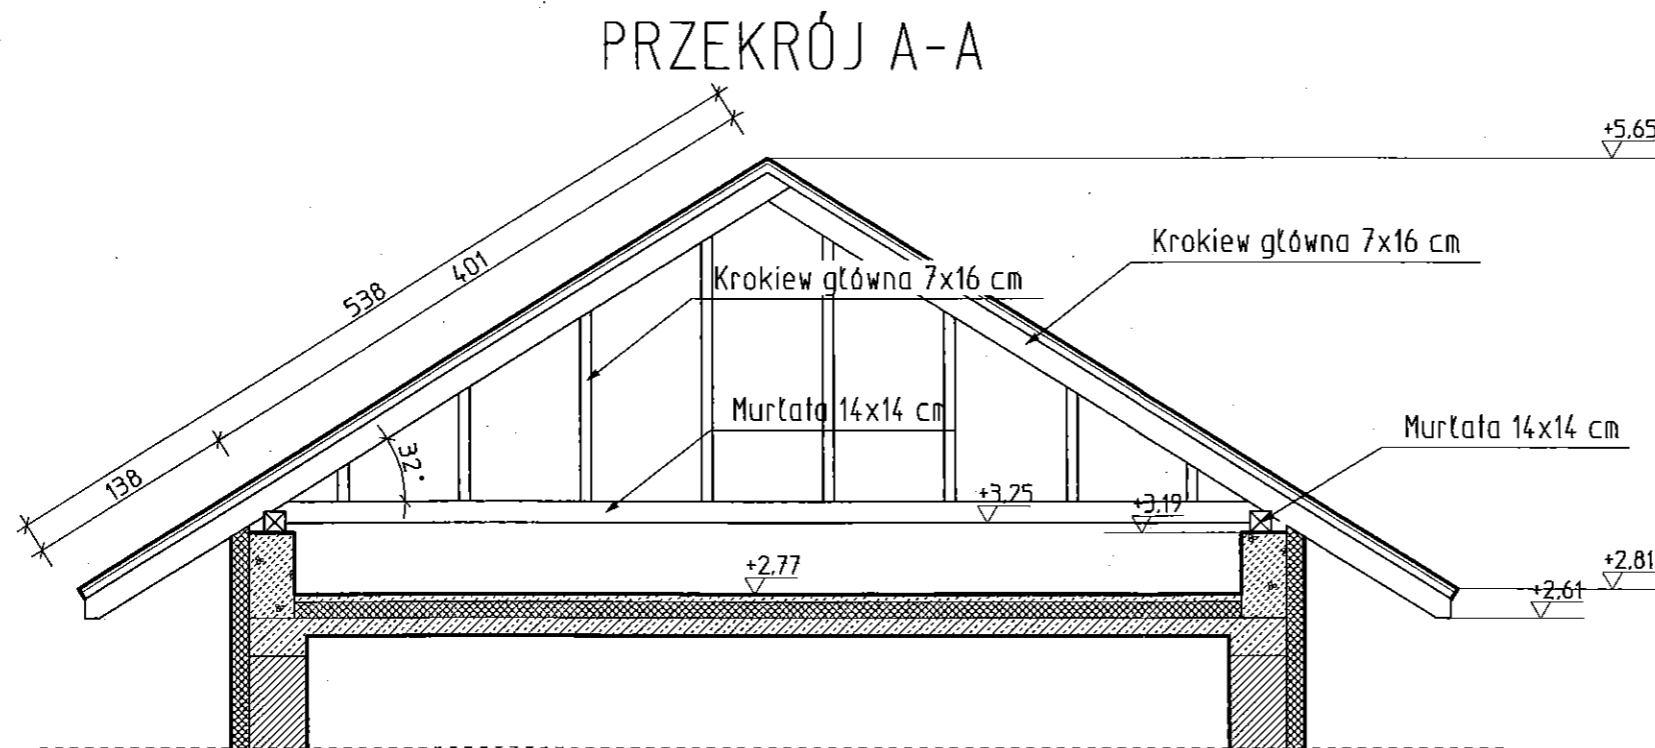 PRZEKRÓJ A-A
+5,65
Krokiew główna 7x16 cm
538
401
Krokiew główna 7x16 cm
Murłata 14x14 cm
Murłata 14x14 cm
32°
138
+3,25
+3,19
+2,77
+2,81
+2,61